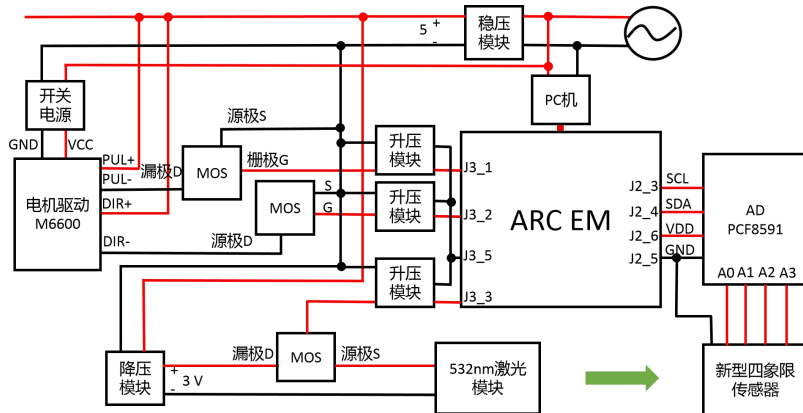 5
+
-
稳压
模块
开关
电源
PC机
GND
VCC
源极S
升压
模块
PUL+
漏极D
PUL-
MOS
栅极G
J3_1
电机驱动
M6600
DIR+
DIR-
源极D
MOS
S
G
升压
模块
J3_2
ARC EM
J3_5
升压
模块
J3_3
J2_3
J2_4
J2_6
J2_5
SCL
SDA
VDD
GND
AD
PCF8591
A0
A1
A2
A3
降压
模块
+
3 V
-
漏极D
MOS
源极S
532nm激光
模块
新型四象限
传感器